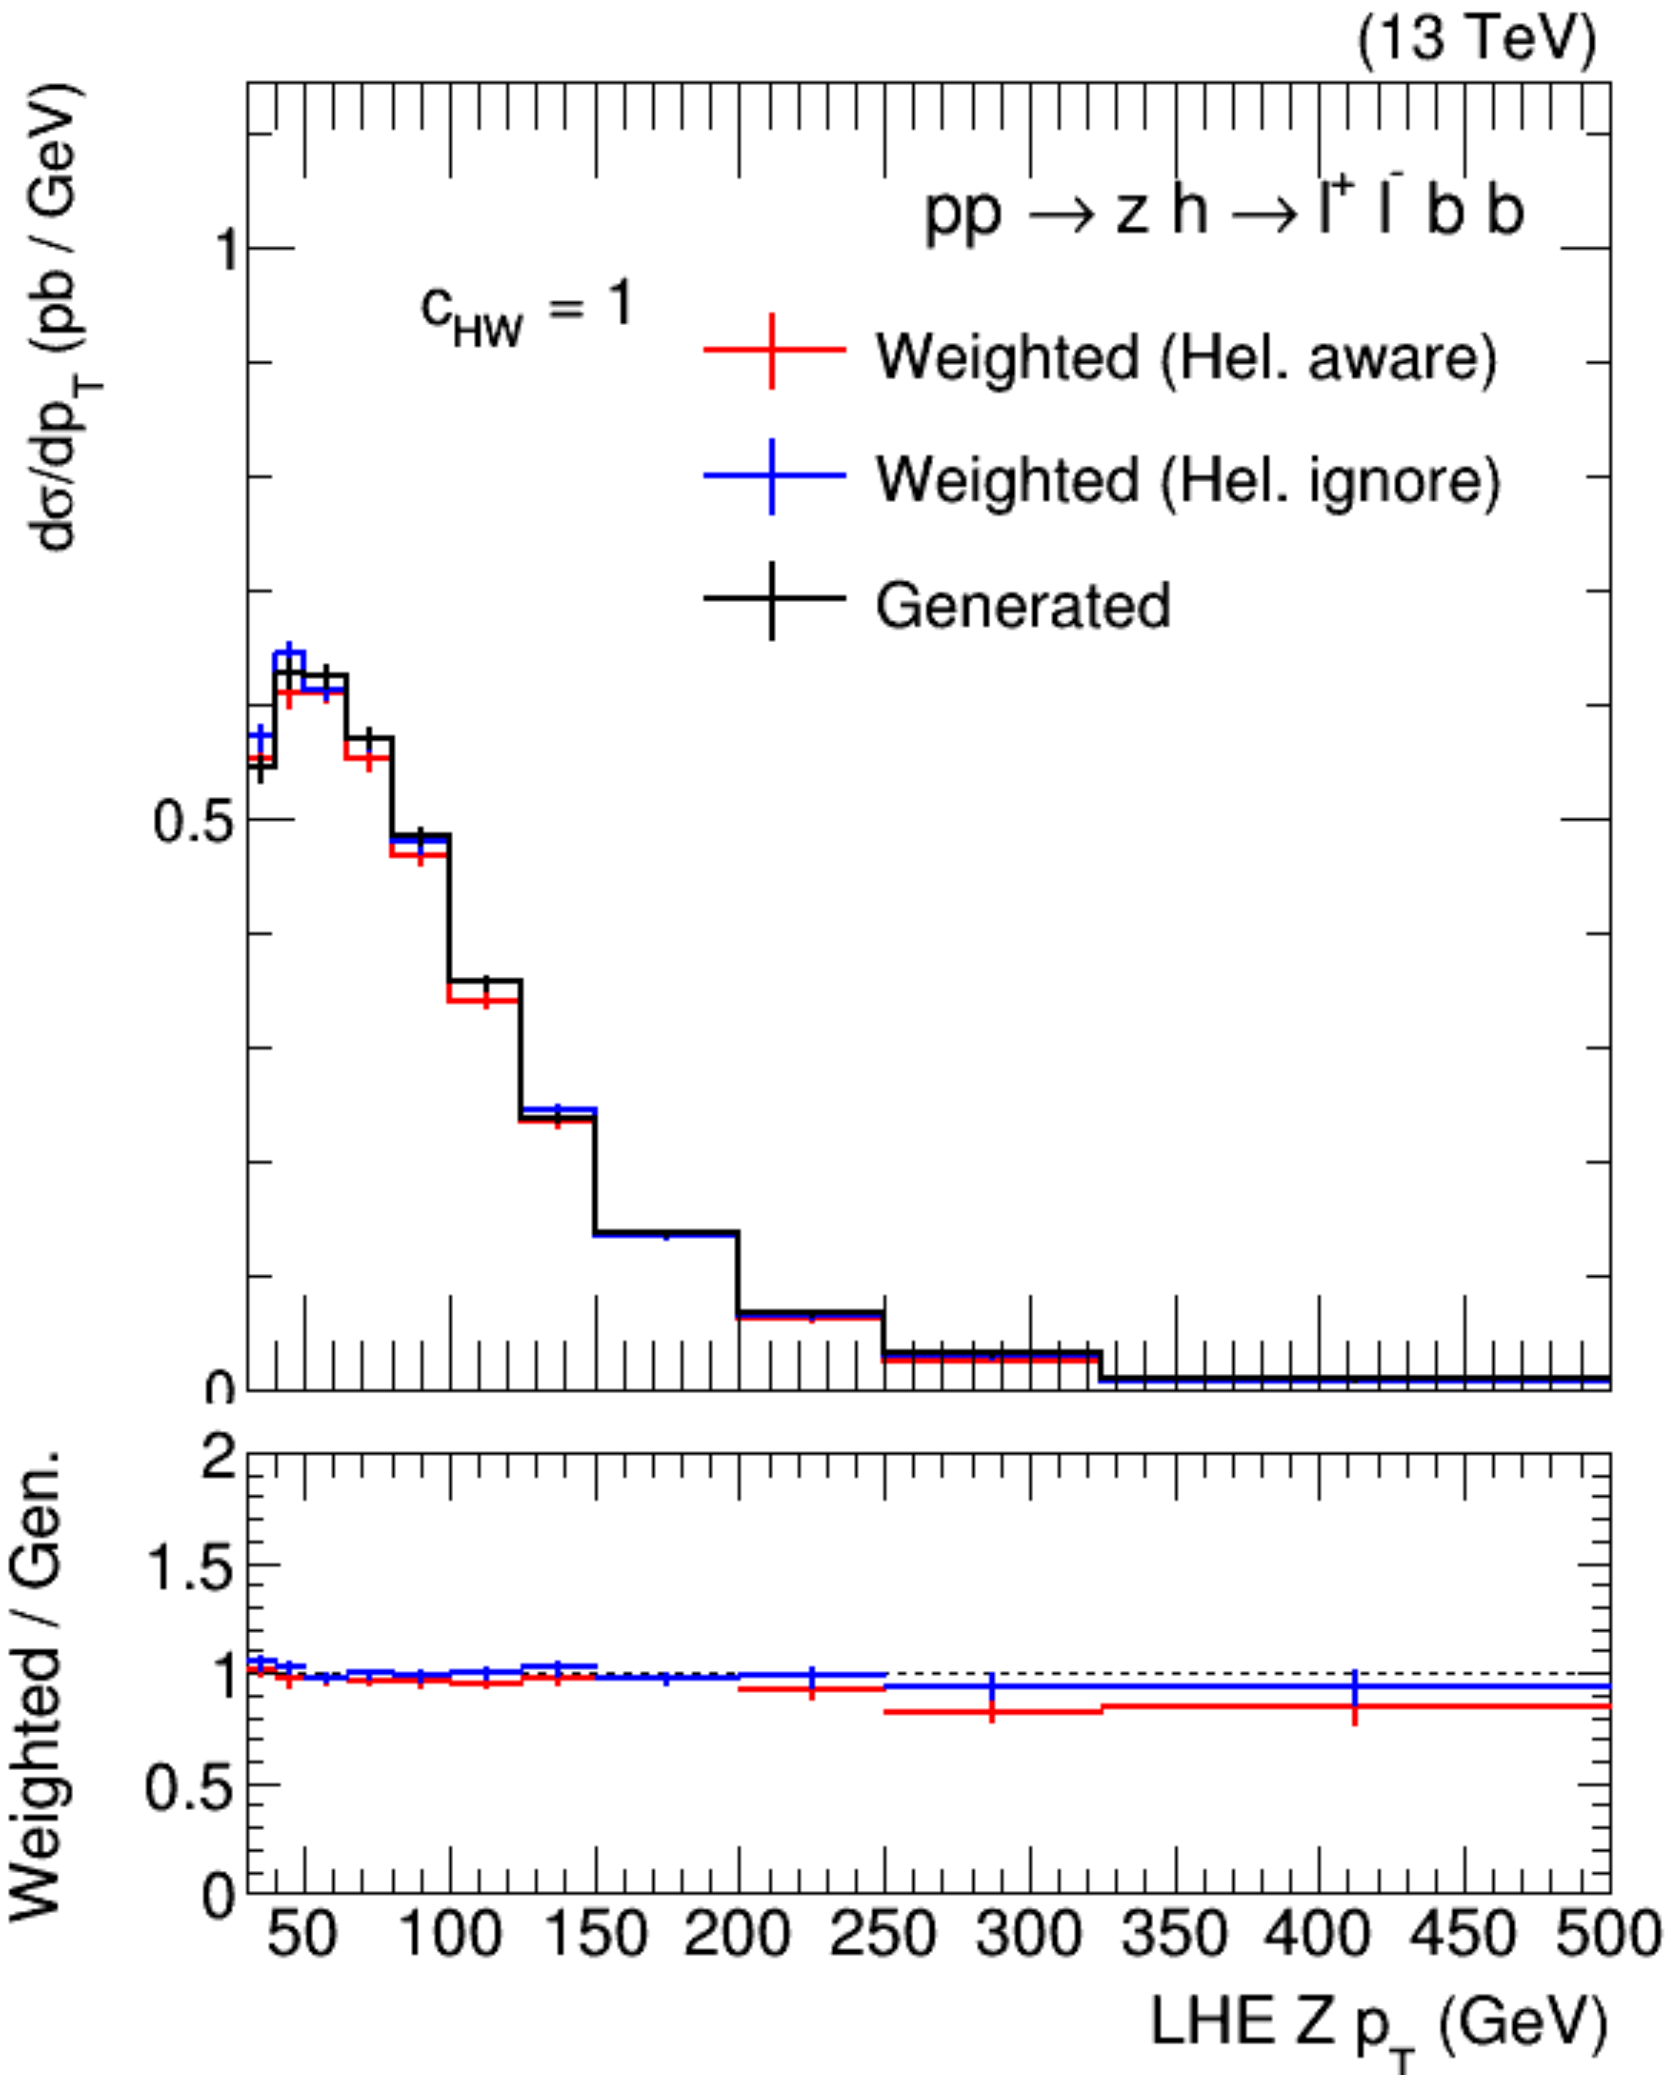 (13 TeV)
dσ/dp_T (pb / GeV)
pp → z h → l⁺ l⁻ b b
1
c_HW = 1
Weighted (Hel. aware)
Weighted (Hel. ignore)
Generated
0.5
0
Weighted / Gen.
2
1.5
1
0.5
0
50 100 150 200 250 300 350 400 450 500
LHE Z p_T (GeV)